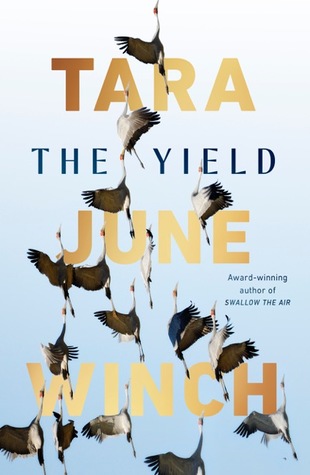 TARA
THE YIELD
JUNE
Award-winning
author of
SWALLOW THE AIR
WINCH